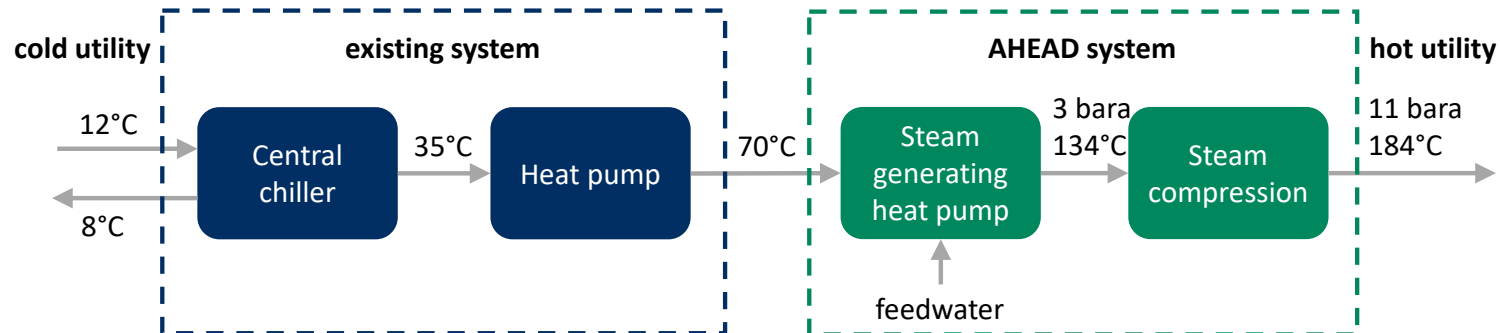 cold utility
existing system
AHEAD system
hot utility
12°C
8°C
Central
chiller
35°C
Heat pump
70°C
Steam
generating
heat pump
feedwater
3 bara
134°C
Steam
compression
11 bara
184°C